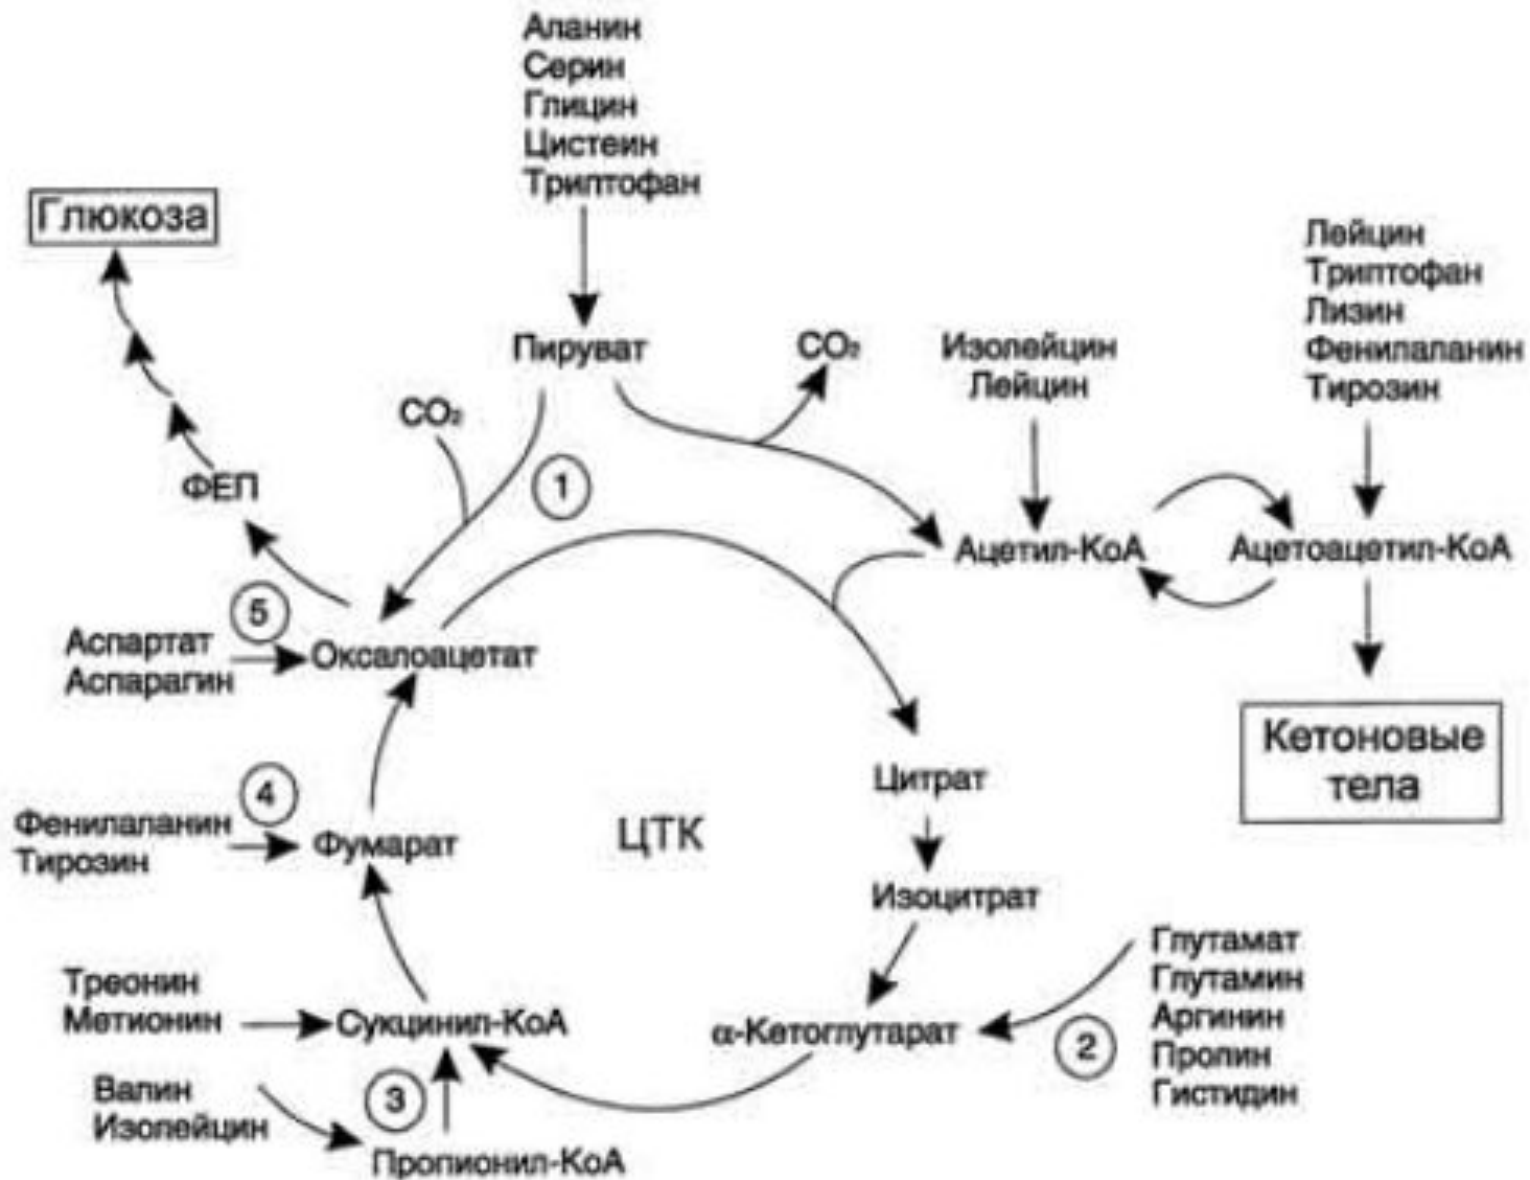 Аланин
Серин
Глицин
Цистеин
Триптофан
Глюкоза
Лейцин
Триптофан
Лизин
Фенилаланин
Тирозин
Пируват
CO₂
Изолейцин
Лейцин
CO₂
1
ФЕП
Ацетил-КоА
Ацетоацетил-КоА
5
Аспартат
Аспарагин
Оксалоацетат
Кетоновые
тела
Цитрат
4
Фенилаланин
Тирозин
Фумарат
ЦТК
Изоцитрат
Глутамат
Глутамин
Аргинин
Пролин
Гистидин
2
Треонин
Метионин
Сукцинил-КоА
α-Кетоглутарат
3
Валин
Изолейцин
Пропионил-КоА